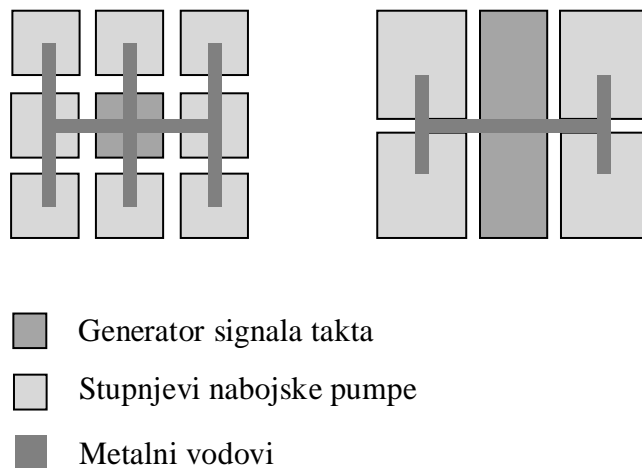 Generator signala takta
Stupnjevi nabojske pumpe
Metalni vodovi